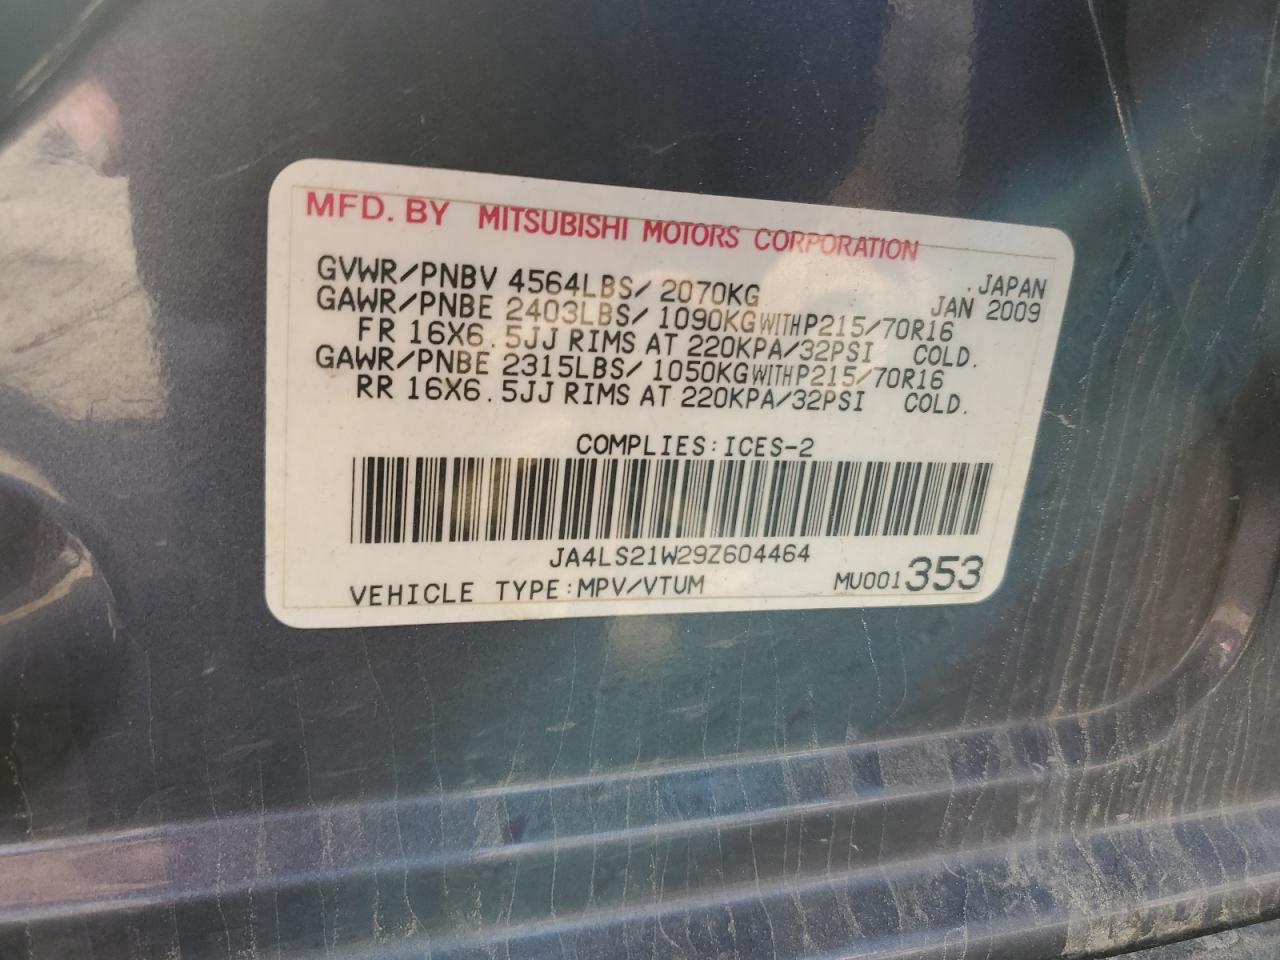 MFD. BY MITSUBISHI MOTORS CORPORATION
GVWR/PNBV 4564LBS/ 2070KG .JAPAN
GAWR/PNBE 2403LBS/ 1090KG WITH P215/70R16 JAN 2009
FR 16X6.5JJ RIMS AT 220KPA/32PSI COLD.
GAWR/PNBE 2315LBS/ 1050KG WITH P215/70R16
RR 16X6.5JJ RIMS AT 220KPA/32PSI COLD.
COMPLIES:ICES-2
JA4LS21W29Z604464
VEHICLE TYPE:MPV/VTUM MU001353